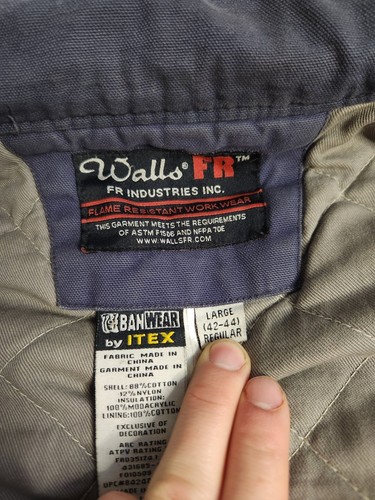 Walls® FR™
FR INDUSTRIES INC.
FLAME RESISTANT WORKWEAR
THIS GARMENT MEETS THE REQUIREMENTS
OF ASTM F1506 AND NFPA 70E
WWW.WALLSFR.COM
BANWEAR
by ITEX
FABRIC MADE IN
CHINA
GARMENT MADE IN
CHINA
SHELL: 88%COTTON
12%NYLON
INSULATION:
100%MODACRYLIC
LINING:100%COTTON
EXCLUSIVE OF
DECORATION
ARC RATING
ATPV RATING
LARGE
(42-44)
REGULAR